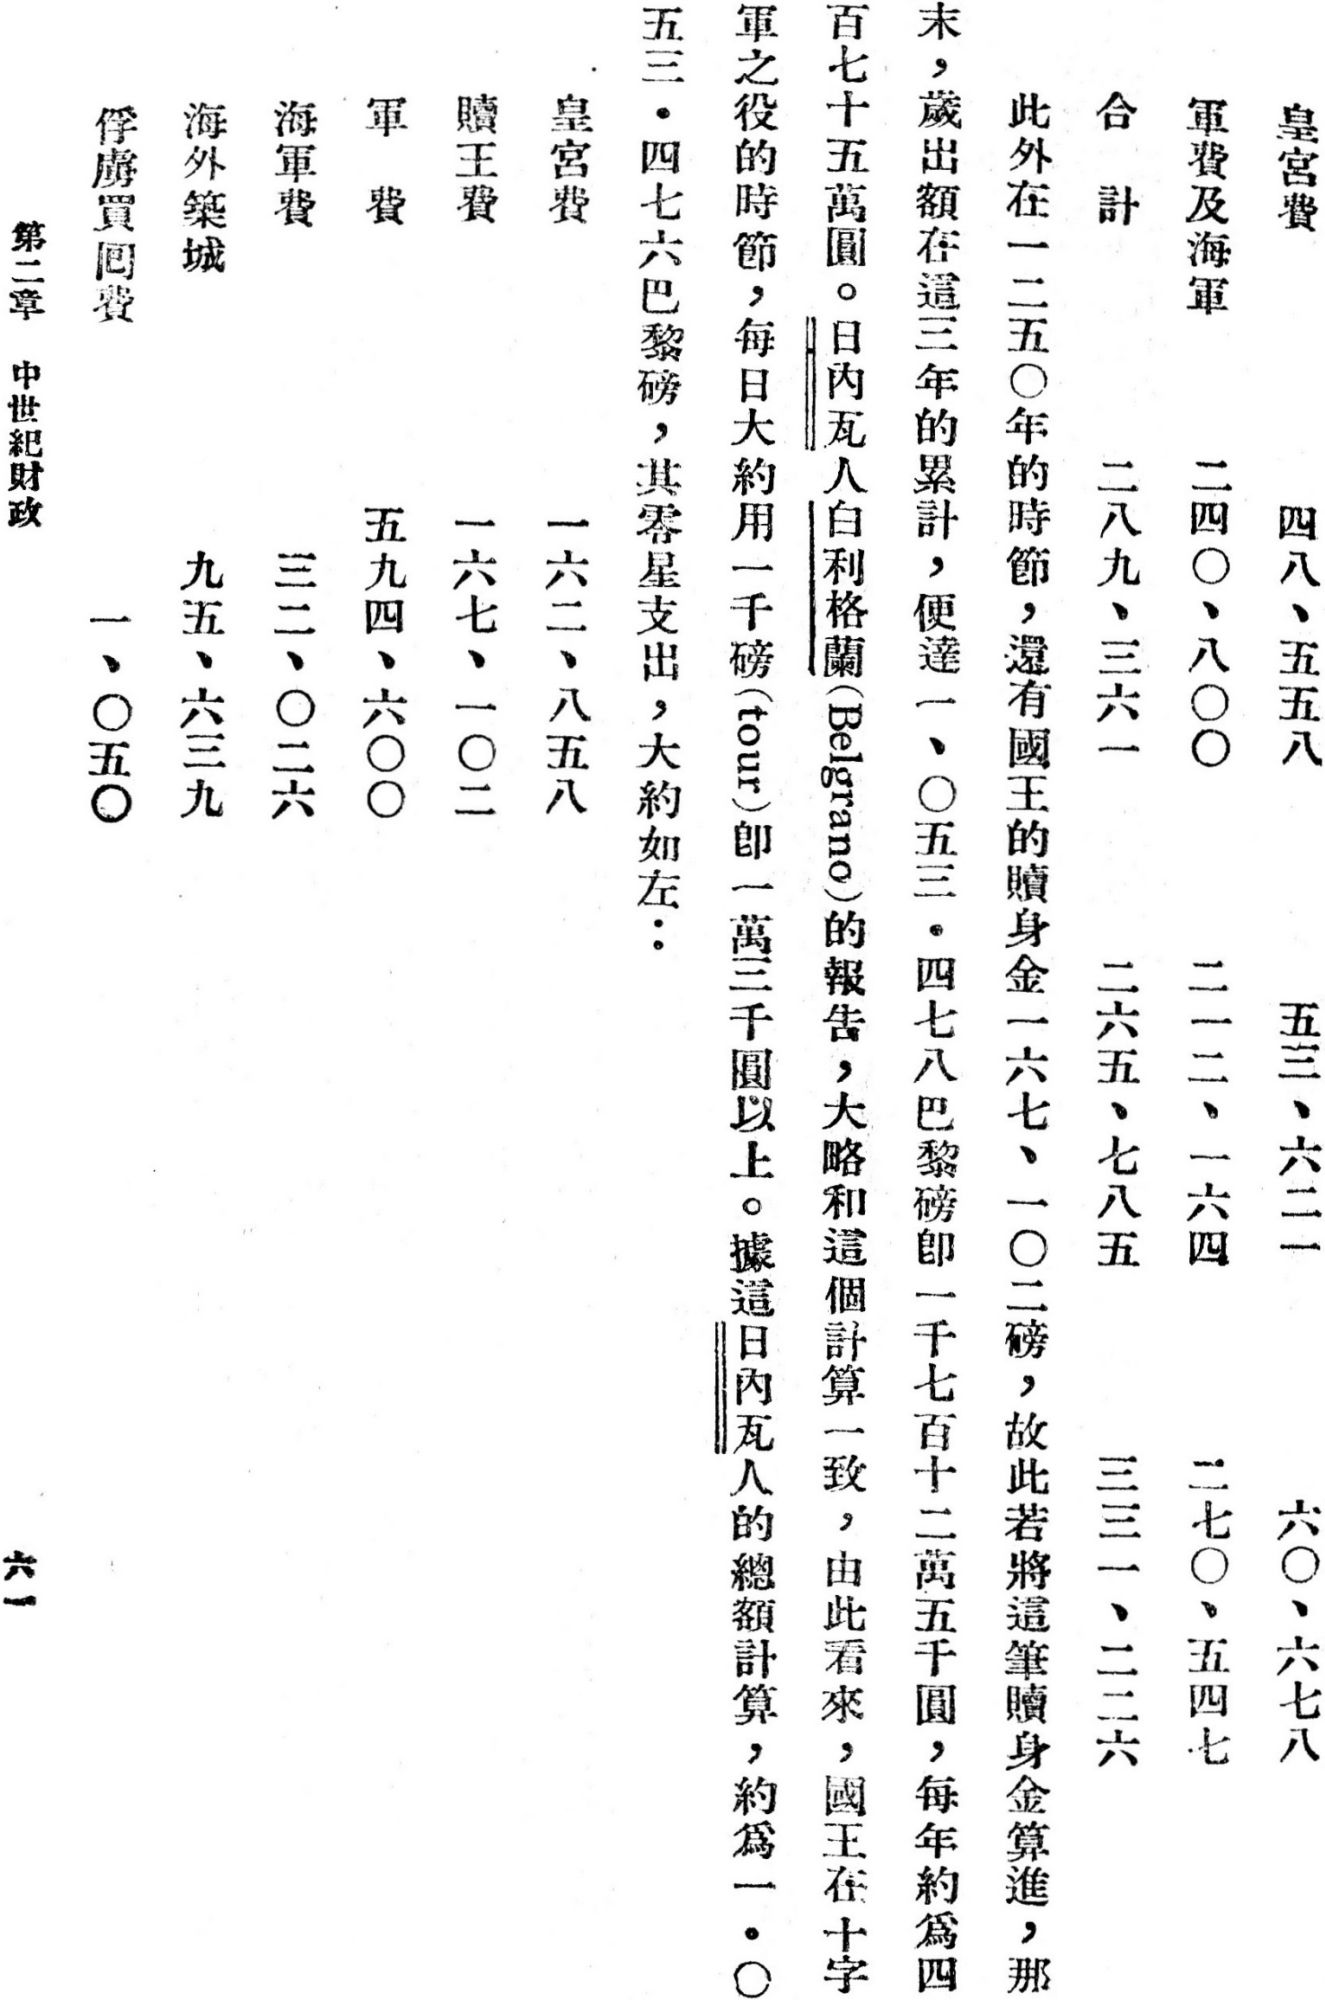 皇宮費　四八、五五八　五三、六二一　六〇、六七八
軍費及海軍　二四〇、八〇〇　二一二、一六四　二七〇、五四七
合計　二八九、三六一　二六五、七八五　三三一、二二六
此外在一二五〇年的時節，還有國王的贖身金一六七、一〇二磅，故此若將這筆贖身金算進，那
末，歲出額在這三年的累計，便達一、〇五三．四七八巴黎磅卽一千七百十二萬五千圓，每年約爲四
百七十五萬圓。日內瓦人白利格蘭(Belgrano)的報告，大略和這個計算一致，由此看來，國王在十字
軍之役的時節，每日大約用一千磅(tour)卽一萬三千圓以上。據這日內瓦人的總額計算，約爲一．〇
五三．四七六巴黎磅，其零星支出，大約如左：
皇宮費　一六二、八五八
贖王費　一六七、一〇二
軍費　五九四、六〇〇
海軍費　三二、〇二六
海外築城　九五、六三九
俘虜買囘費　一、〇五〇
第二章　中世紀財政　六一